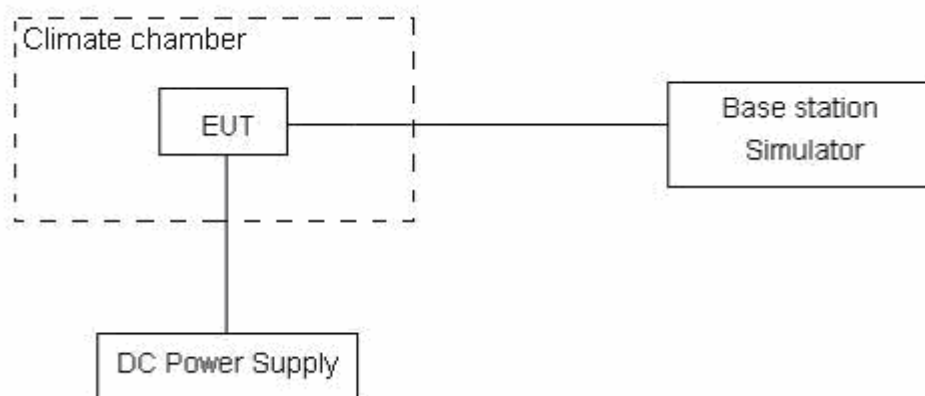 Climate chamber
EUT
Base station
Simulator
DC Power Supply